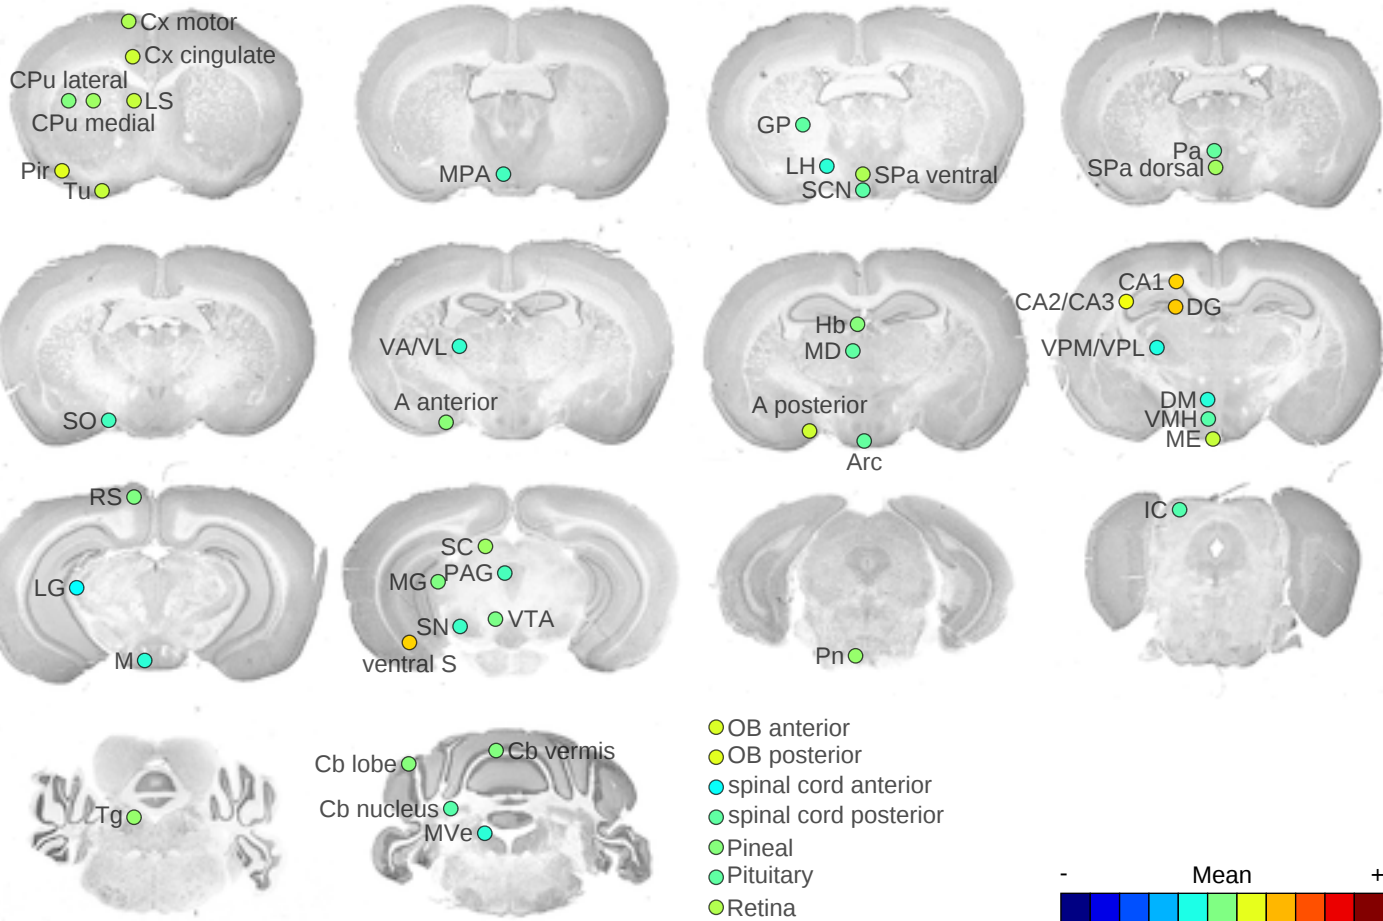 Cx motor
Cx cingulate
CPu lateral
LS
CPu medial
Pir
Tu
MPA
GP
LH
SPa ventral
SCN
Pa
SPa dorsal
SO
VA/VL
A anterior
Hb
MD
A posterior
Arc
CA1
CA2/CA3
DG
VPM/VPL
DM
VMH
ME
RS
LG
M
SC
MG
PAG
SN
VTA
ventral S
Pn
IC
Tg
Cb lobe
Cb vermis
Cb nucleus
MVe
OB anterior
OB posterior
spinal cord anterior
spinal cord posterior
Pineal
Pituitary
Retina
- Mean +